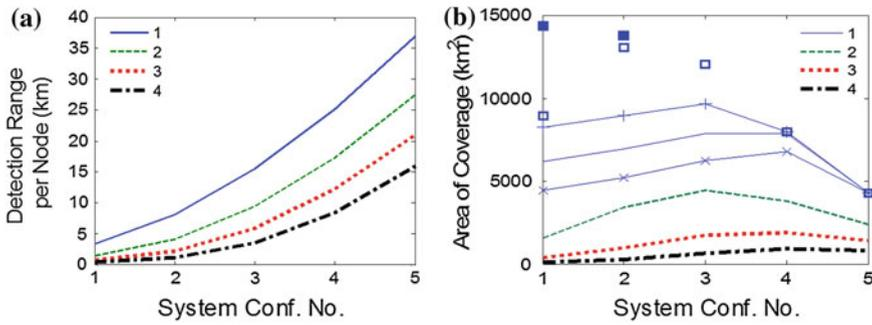 (a)
40
35
30
25
20
15
10
5
0
1 2 3 4 5
Detection Range
per Node (km)
System Conf. No.
1
2
3
4
(b)
15000
10000
5000
0
1 2 3 4 5
Area of Coverage (km²)
System Conf. No.
1
2
3
4